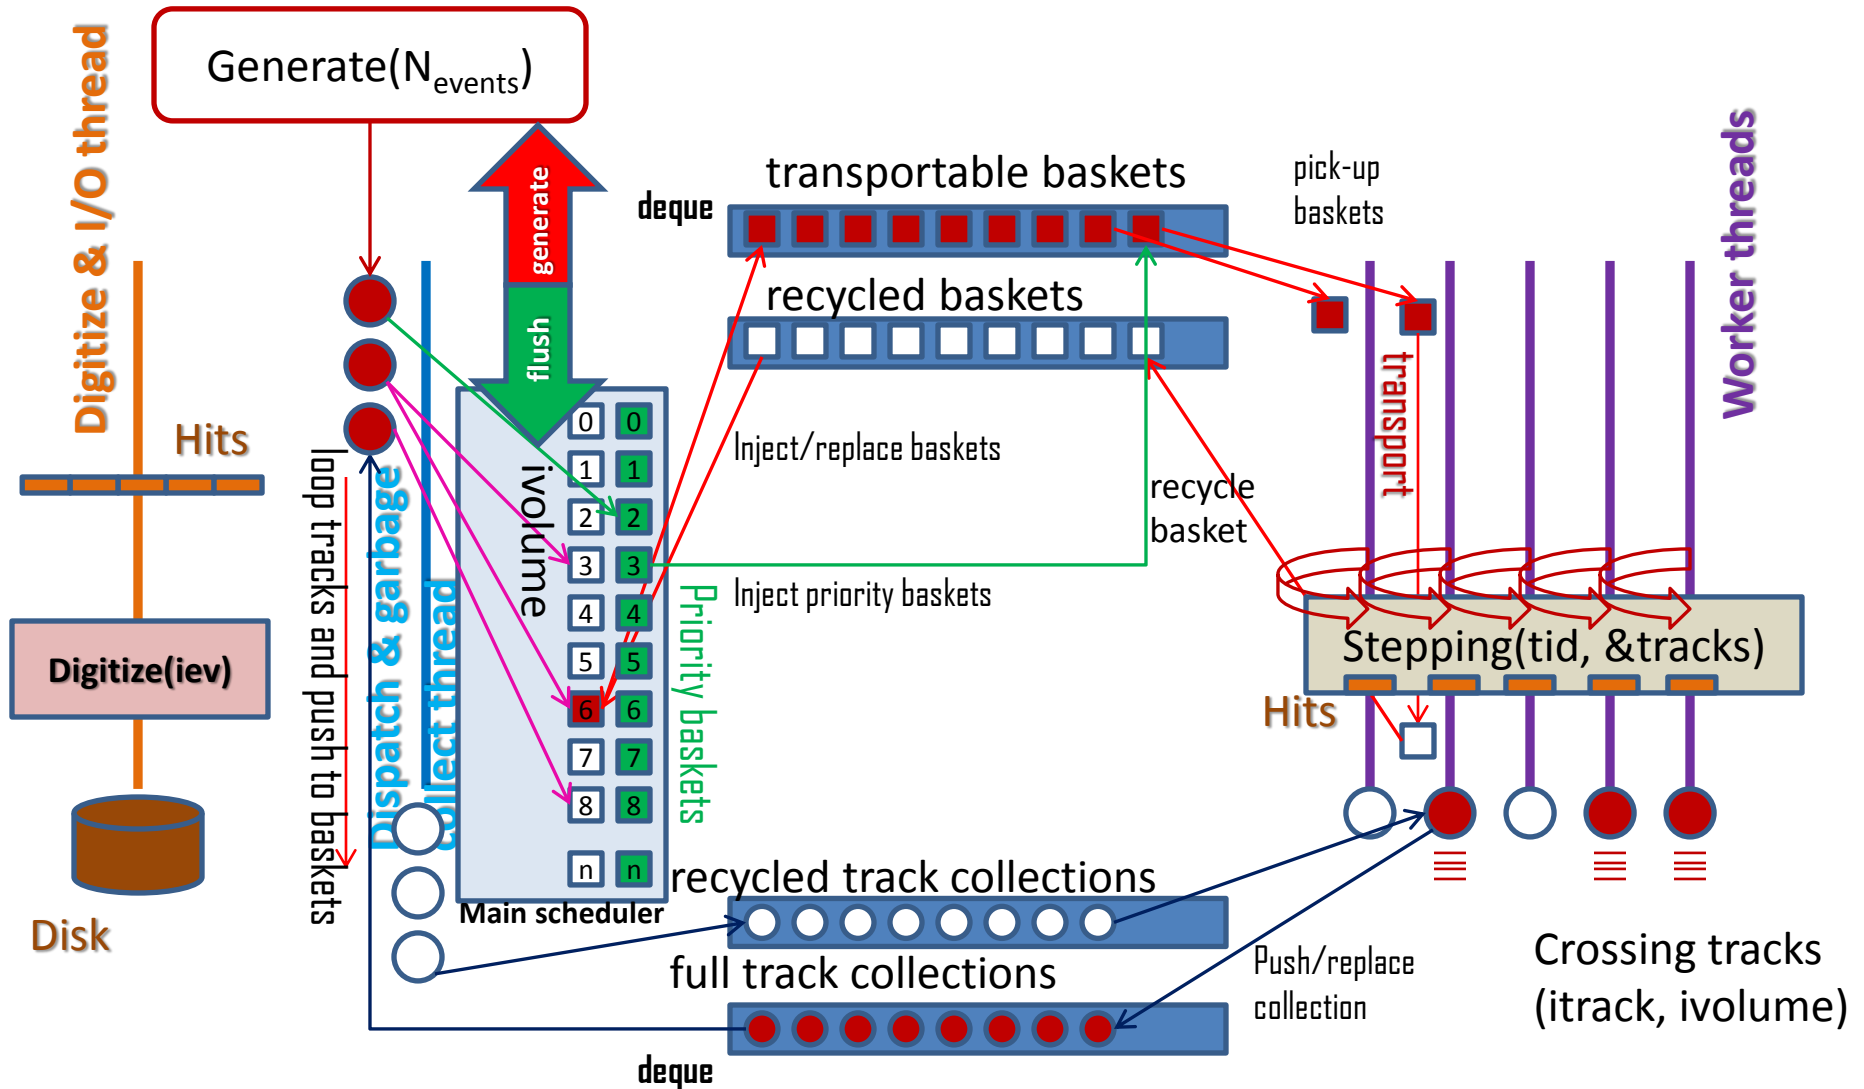 Generate(Nevents)
Digitize & I/O thread
generate
flush
deque
transportable baskets
pick-up
baskets
Worker threads
recycled baskets
transport
Hits
loop tracks and push to baskets
Dispatch & garbage
collect thread
ivolume
0 0
1 1
2 2
3 3
4 4
5 5
6 6
7 7
8 8
n n
Priority baskets
Inject/replace baskets
recycle
basket
Inject priority baskets
Digitize(iev)
Stepping(tid, &tracks)
Hits
Main scheduler
Disk
recycled track collections
full track collections
Push/replace
collection
Crossing tracks
(itrack, ivolume)
deque